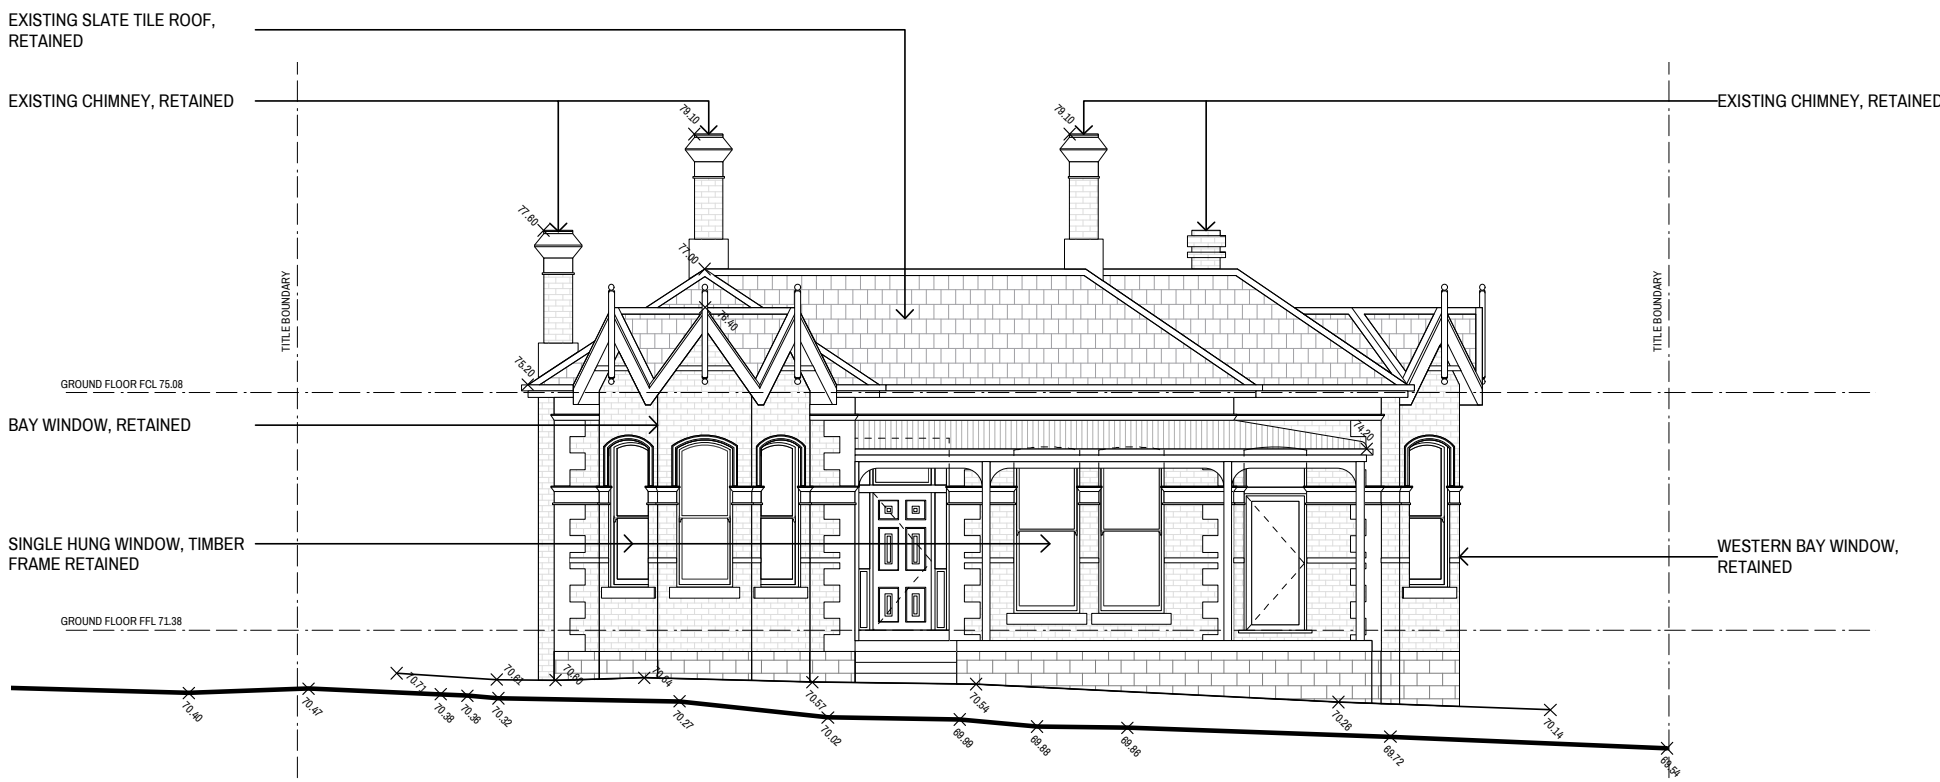 EXISTING SLATE TILE ROOF,
RETAINED
EXISTING CHIMNEY, RETAINED
EXISTING CHIMNEY, RETAINED
79.10
79.10
77.60
77.00
76.40
75.20
TITLE BOUNDARY
TITLE BOUNDARY
GROUND FLOOR FCL 75.08
BAY WINDOW, RETAINED
74.20
SINGLE HUNG WINDOW, TIMBER
FRAME RETAINED
WESTERN BAY WINDOW,
RETAINED
GROUND FLOOR FFL 71.38
70.71
70.61
70.60
70.64
70.57
70.54
70.26
70.14
70.40
70.47
70.38
70.36
70.32
70.27
70.02
69.99
69.88
69.86
69.72
69.54